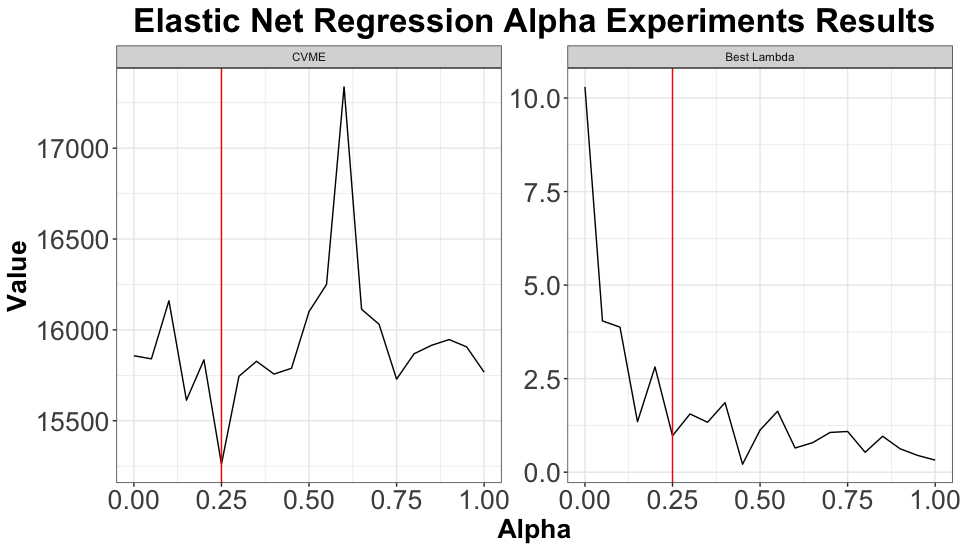 Elastic Net Regression Alpha Experiments Results
CVME
Best Lambda
Value
17000
16500
16000
15500
10.0
7.5
5.0
2.5
0.0
0.00 0.25 0.50 0.75 1.00
0.00 0.25 0.50 0.75 1.00
Alpha